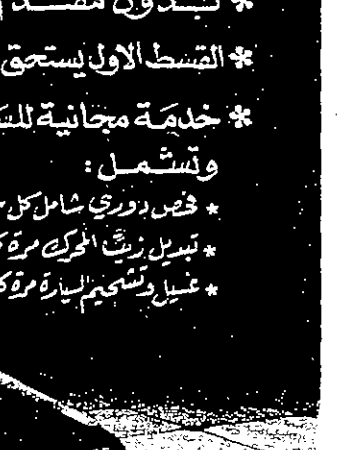 * القسط الاول يستحق
* خدمة مجانية
وتشمل :
* فحص دوري شامل كل
* تبديل زيت المحرك مرة
* غسيل وتشحيم السيارة مرة